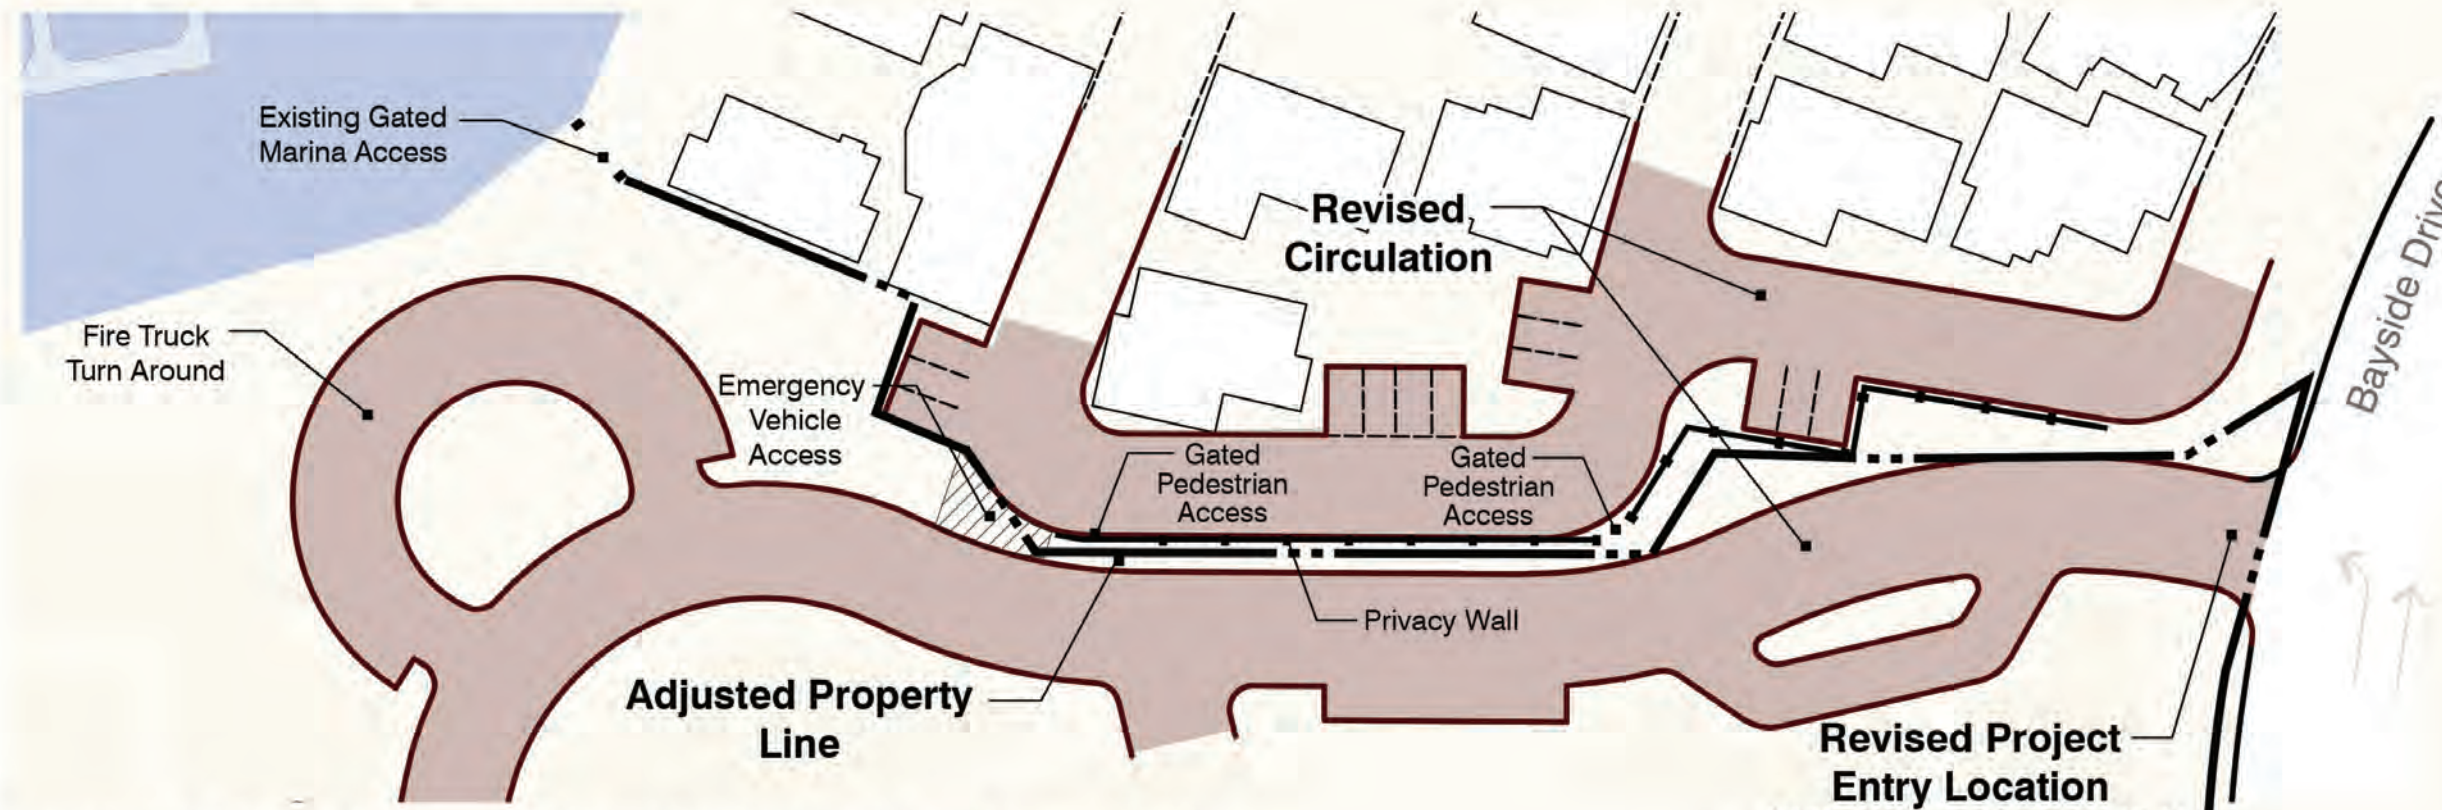 Existing Gated
Marina Access
Revised
Circulation
Bayside Drive
Fire Truck
Turn Around
Emergency
Vehicle
Access
Gated
Pedestrian
Access
Gated
Pedestrian
Access
Privacy Wall
Adjusted Property
Line
Revised Project
Entry Location